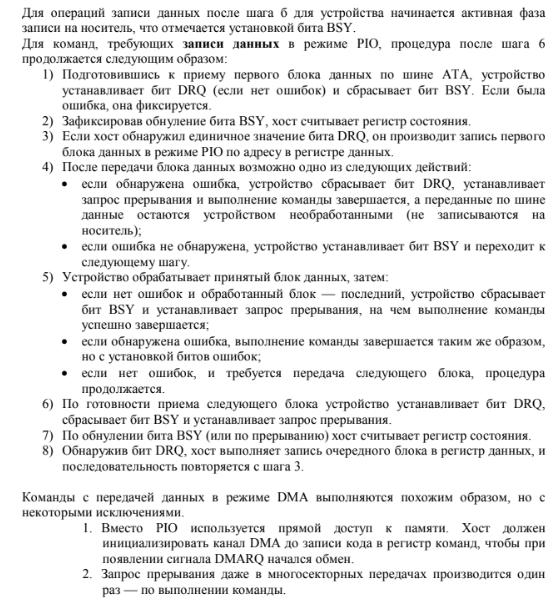 Для операций записи данных после шага 6 для устройства начинается активная фаза
записи на носитель, что отмечается установкой бита BSY.
Для команд, требующих записи данных в режиме PIO, процедура после шага 6
продолжается следующим образом:
1) Подготовившись к приему первого блока данных по шине ATA, устройство
устанавливает бит DRQ (если нет ошибок) и сбрасывает бит BSY. Если была
ошибка, она фиксируется.
2) Зафиксировав обнуление бита BSY, хост считывает регистр состояния.
3) Если хост обнаружил единичное значение бита DRQ, он производит запись первого
блока данных в режиме PIO по адресу в регистре данных.
4) После передачи блока данных возможно одно из следующих действий:
• если обнаружена ошибка, устройство сбрасывает бит DRQ, устанавливает
запрос прерывания и выполнение команды завершается, а переданные по шине
данные остаются устройством необработанными (не записываются на
носитель);
• если ошибка не обнаружена, устройство устанавливает бит BSY и переходит к
следующему шагу.
5) Устройство обрабатывает принятый блок данных, затем:
• если нет ошибок и обработанный блок — последний, устройство сбрасывает
бит BSY и устанавливает запрос прерывания, на чем выполнение команды
успешно завершается;
• если обнаружена ошибка, выполнение команды завершается таким же образом,
но с установкой битов ошибок;
• если нет ошибок, и требуется передача следующего блока, процедура
продолжается.
6) По готовности приема следующего блока устройство устанавливает бит DRQ,
сбрасывает бит BSY и устанавливает запрос прерывания.
7) По обнулении бита BSY (или по прерыванию) хост считывает регистр состояния.
8) Обнаружив бит DRQ, хост выполняет запись очередного блока в регистр данных, и
последовательность повторяется с шага 3.
Команды с передачей данных в режиме DMA выполняются похожим образом, но с
некоторыми исключениями.
1. Вместо PIO используется прямой доступ к памяти. Хост должен
инициализировать канал DMA до записи кода в регистр команд, чтобы при
появлении сигнала DMARQ начался обмен.
2. Запрос прерывания даже в многосекторных передачах производится один
раз — по выполнении команды.